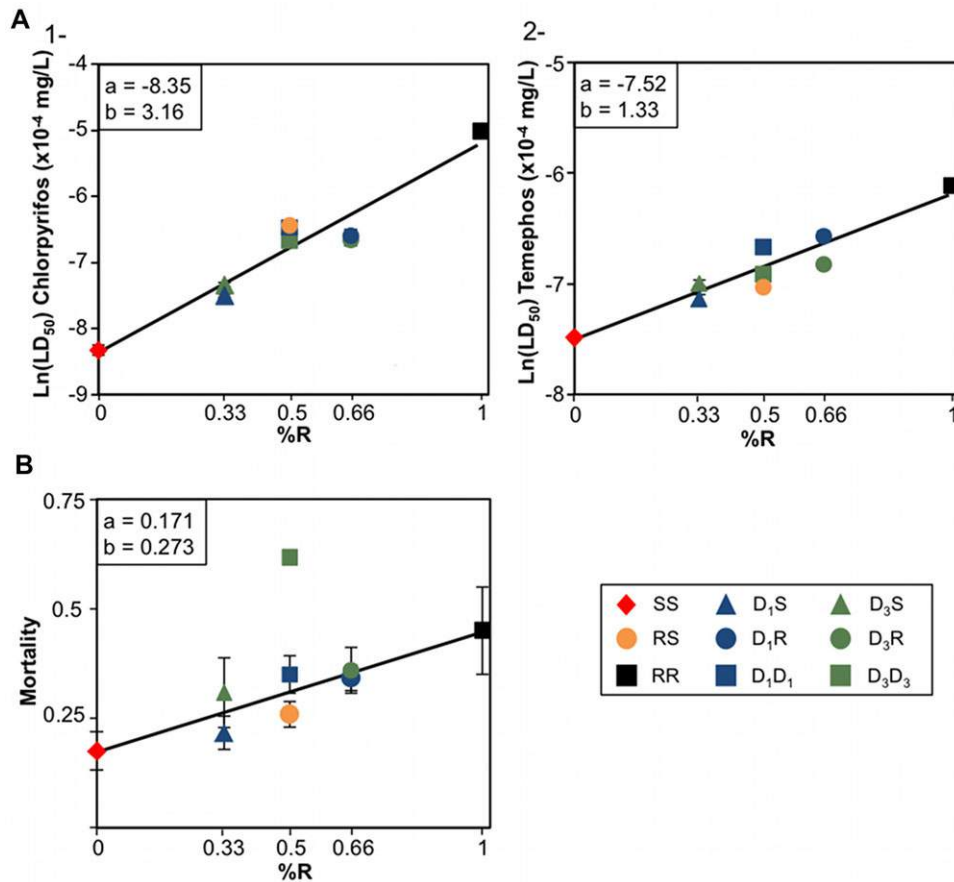 A
1-
Ln(LD50) Chlorpyrifos (x10-4 mg/L)
a = -8.35
b = 3.16
-4
-5
-6
-7
-8
-9
0 0.33 0.5 0.66 1
%R
2-
Ln(LD50) Temephos (x10-4 mg/L)
a = -7.52
b = 1.33
-5
-6
-7
-8
0 0.33 0.5 0.66 1
%R
B
Mortality
a = 0.171
b = 0.273
0.75
0.5
0.25
0 0.33 0.5 0.66 1
%R
SS D1S D3S
RS D1R D3R
RR D1D1 D3D3